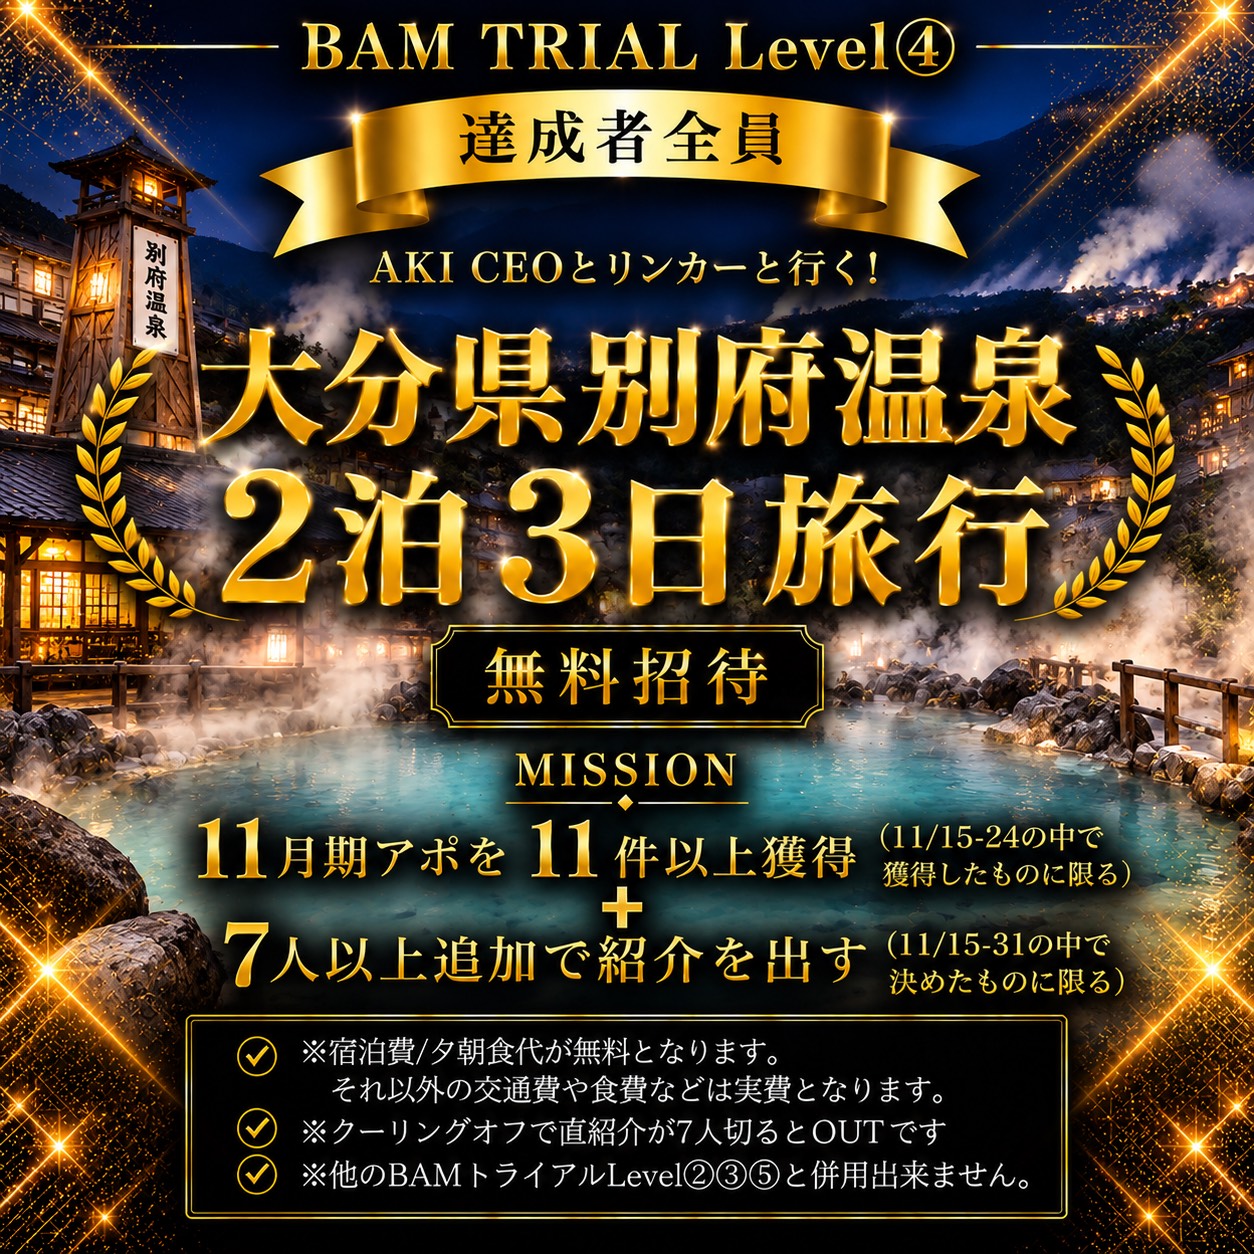 BAM TRIAL Level④
達成者全員
AKI CEOとリンカーと行く!
別府温泉
大分県別府温泉
2泊3日旅行
無料招待
MISSION
11月期アポを 11件以上獲得 (11/15-24の中で
獲得したものに限る)
+
7人以上追加で紹介を出す (11/15-31の中で
決めたものに限る)
※宿泊費/夕朝食代が無料となります。
それ以外の交通費や食費などは実費となります。
※クーリングオフで直紹介が7人切るとOUTです
※他のBAMトライアルLevel②③⑤と併用出来ません。